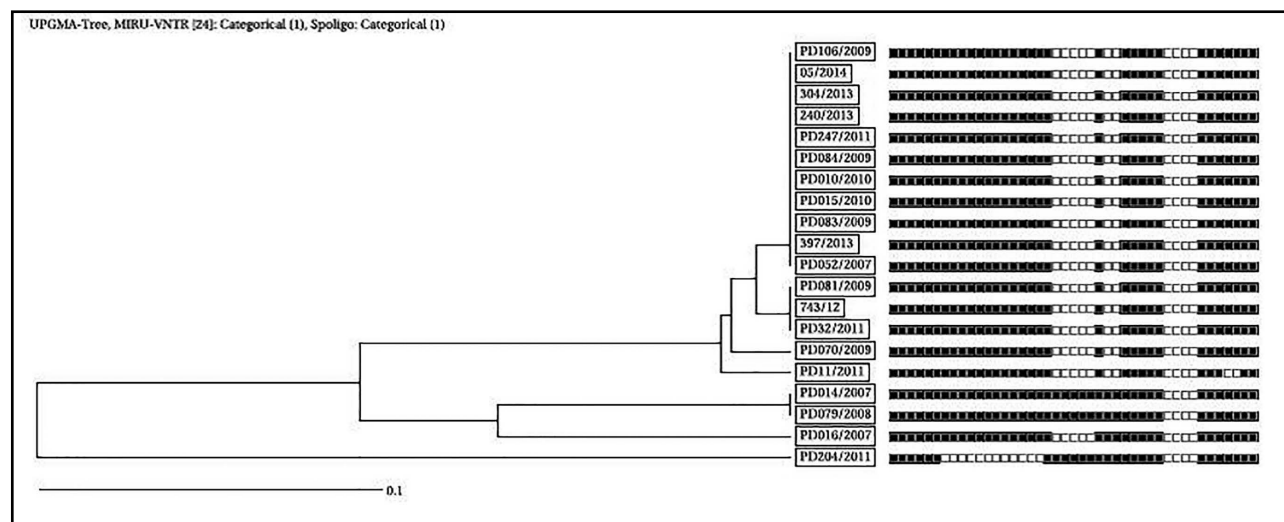 UPGMA-Tree, MIRU-VNTR [24]: Categorical (1), Spoligo: Categorical (1)
PD106/2009
05/2014
304/2013
240/2013
PD247/2011
PD084/2009
PD010/2010
PD015/2010
PD083/2009
397/2013
PD052/2007
PD081/2009
743/12
PD32/2011
PD070/2009
PD11/2011
PD014/2007
PD079/2008
PD016/2007
PD204/2011
0.1